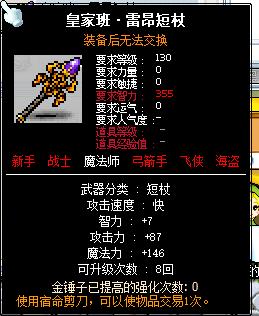 皇家班·雷昂短杖
装备后无法交换
要求等级 : 130
要求力量 : 0
要求敏捷 : 0
要求智力 : 355
要求运气 : 0
要求人气度 : -
道具等级 : -
道具经验值 : -
新手 战士 魔法师 弓箭手 飞侠 海盗
武器分类 : 短杖
攻击速度 : 快
智力 : +7
攻击力 : +87
魔法力 : +146
可升级次数 : 8回
金锤子已提高的强化次数: 0
使用宿命剪刀，可以使物品交易1次。